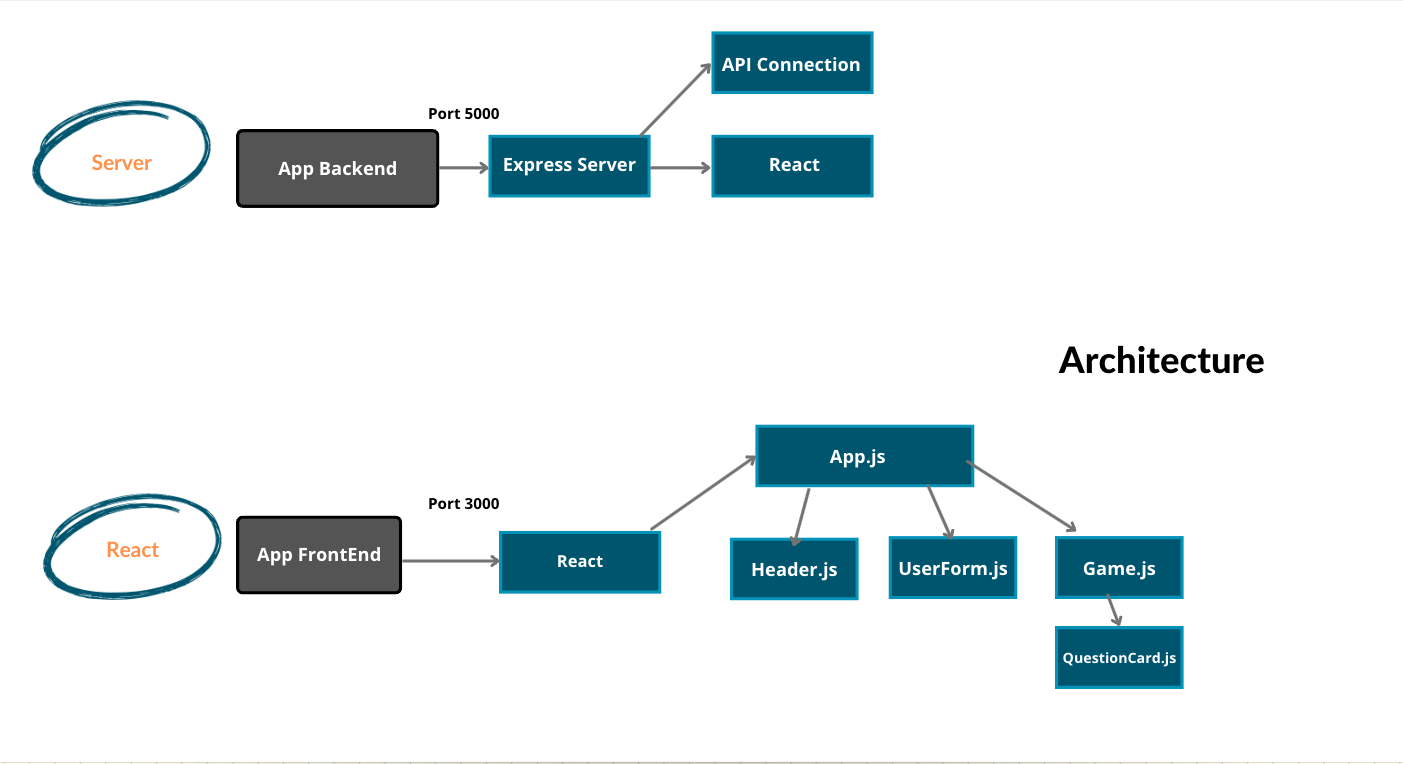 API Connection
Port 5000
Server
App Backend
Express Server
React
Architecture
App.js
Port 3000
React
App FrontEnd
React
Header.js
UserForm.js
Game.js
QuestionCard.js